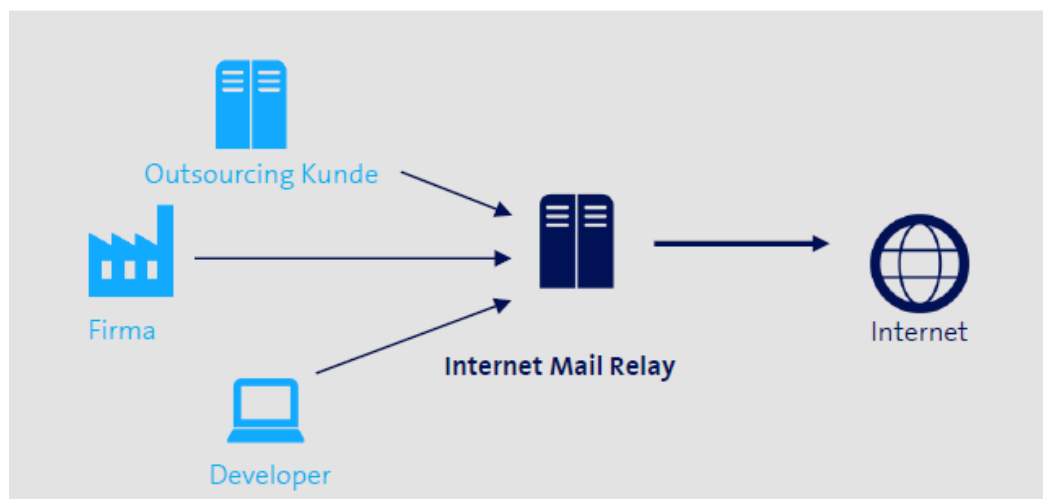 Outsourcing Kunde
Firma
Internet Mail Relay
Internet
Developer